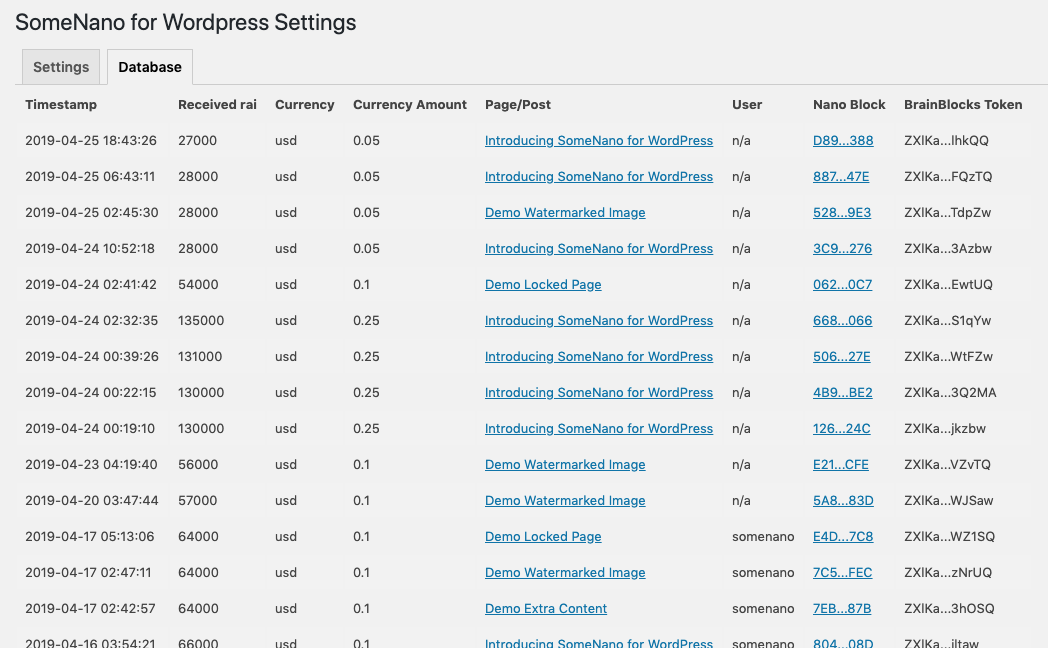 SomeNano for Wordpress Settings
Settings Database
Timestamp Received rai Currency Currency Amount Page/Post User Nano Block BrainBlocks Token
2019-04-25 18:43:26 27000 usd 0.05 Introducing SomeNano for WordPress n/a D89...388 ZXlKa...lhkQQ
2019-04-25 06:43:11 28000 usd 0.05 Introducing SomeNano for WordPress n/a 887...47E ZXlKa...FQzTQ
2019-04-25 02:45:30 28000 usd 0.05 Demo Watermarked Image n/a 528...9E3 ZXlKa...TdpZw
2019-04-24 10:52:18 28000 usd 0.05 Introducing SomeNano for WordPress n/a 3C9...276 ZXlKa...3Azbw
2019-04-24 02:41:42 54000 usd 0.1 Demo Locked Page n/a 062...0C7 ZXlKa...EwtUQ
2019-04-24 02:32:35 135000 usd 0.25 Introducing SomeNano for WordPress n/a 668...066 ZXlKa...S1qYw
2019-04-24 00:39:26 131000 usd 0.25 Introducing SomeNano for WordPress n/a 506...27E ZXlKa...WtFZw
2019-04-24 00:22:15 130000 usd 0.25 Introducing SomeNano for WordPress n/a 4B9...BE2 ZXlKa...3Q2MA
2019-04-24 00:19:10 130000 usd 0.25 Introducing SomeNano for WordPress n/a 126...24C ZXlKa...jkzbw
2019-04-23 04:19:40 56000 usd 0.1 Demo Watermarked Image n/a E21...CFE ZXlKa...VZvTQ
2019-04-20 03:47:44 57000 usd 0.1 Demo Watermarked Image n/a 5A8...83D ZXlKa...WJSaw
2019-04-17 05:13:06 64000 usd 0.1 Demo Locked Page somenano E4D...7C8 ZXlKa...WZ1SQ
2019-04-17 02:47:11 64000 usd 0.1 Demo Watermarked Image somenano 7C5...FEC ZXlKa...zNrUQ
2019-04-17 02:42:57 64000 usd 0.1 Demo Extra Content somenano 7EB...87B ZXlKa...3hOSQ
2019-04-16 03:54:21 66000 usd 0.1 Introducing SomeNano for WordPress somenano 804...08D